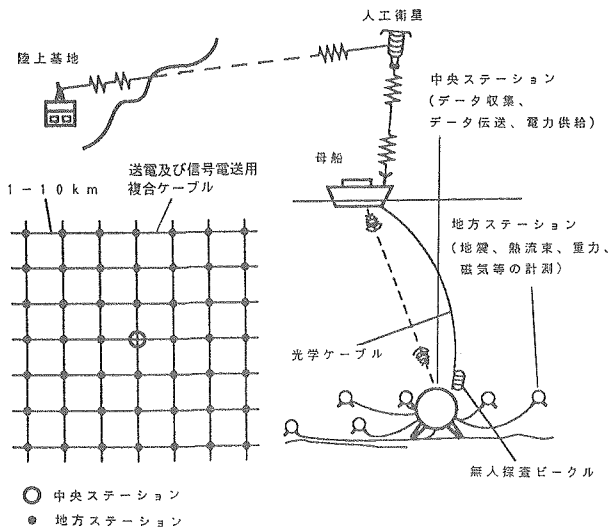 人工衛星
陸上基地
中央ステーション
(データ収集、
データ伝送、電力供給)
母船
送電及び信号電送用
複合ケーブル
1-10km
地方ステーション
(地震、熱流束、重力、
磁気等の計測)
光学ケーブル
無人探査ビークル
中央ステーション
地方ステーション